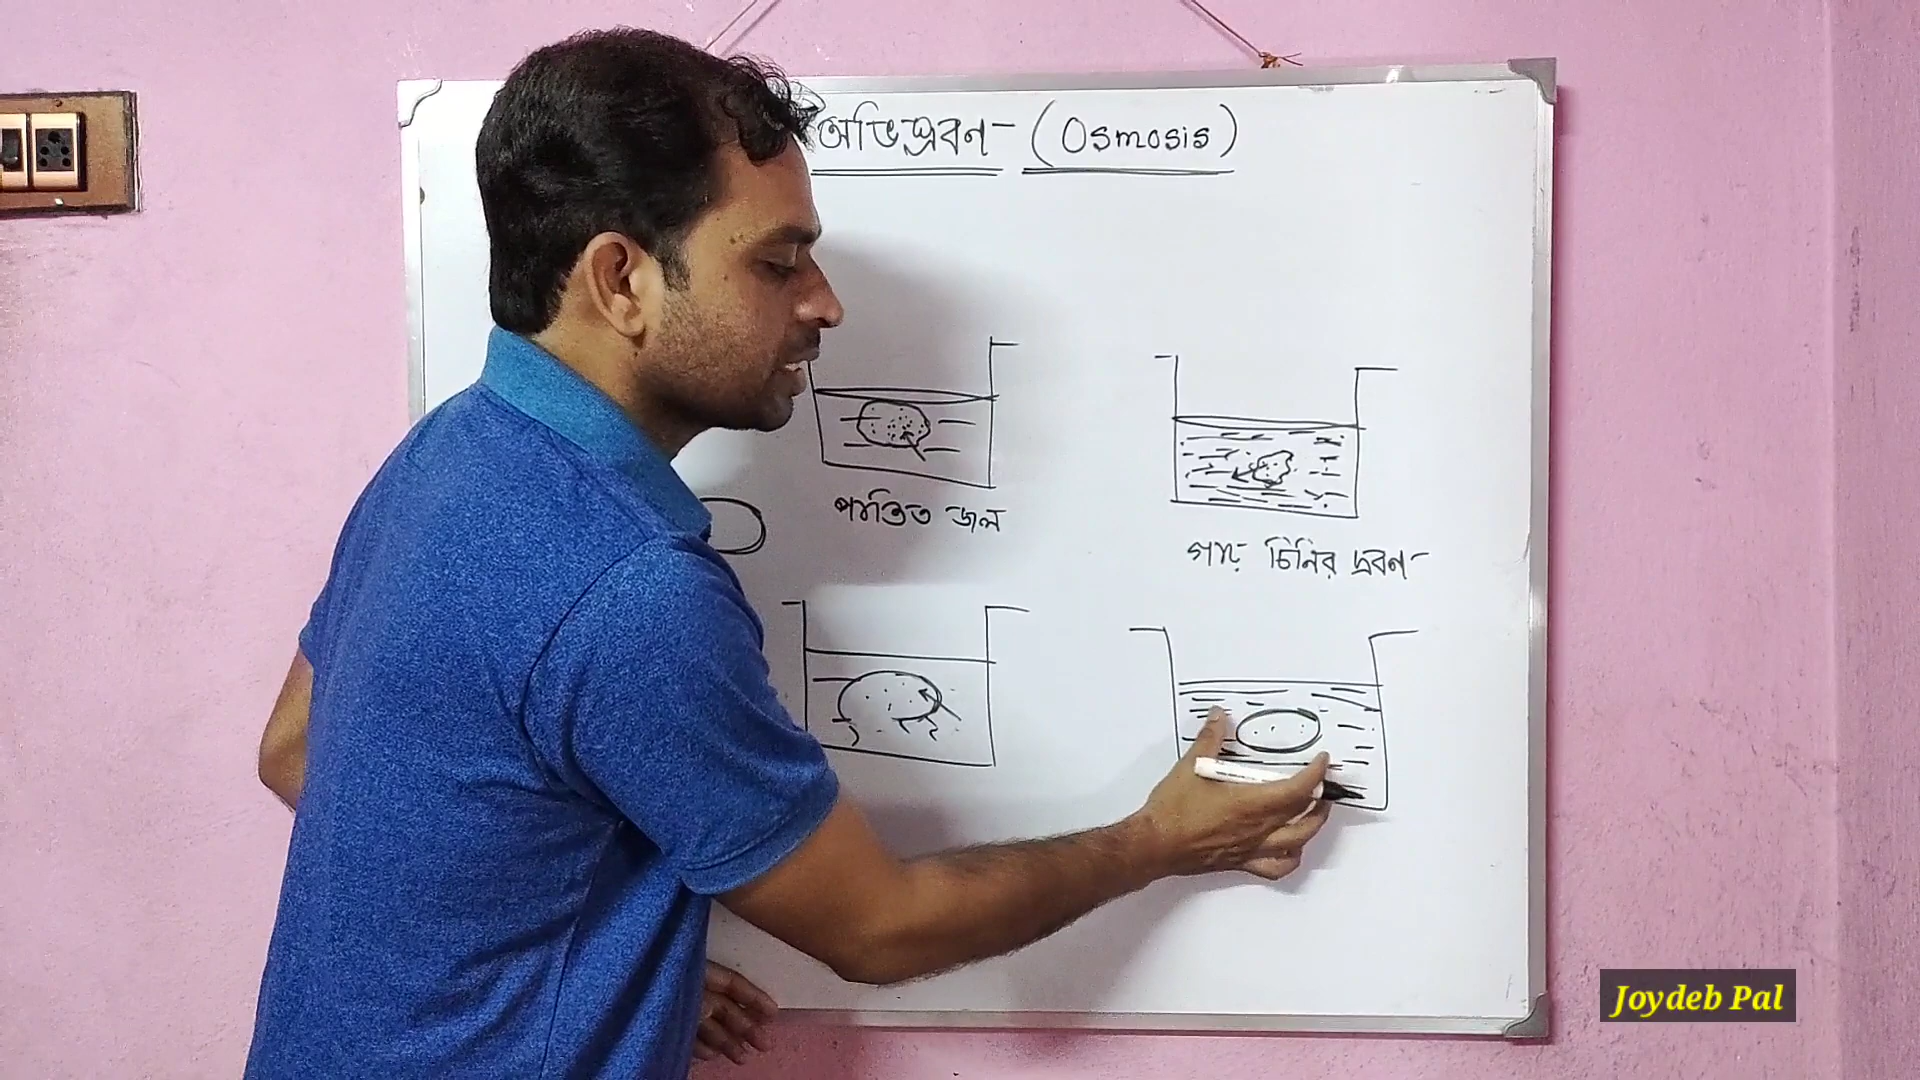 অভিস্রবণ - (Osmosis)
পাতিত জল
গাঢ় চিনির দ্রবণ
Joydeb Pal